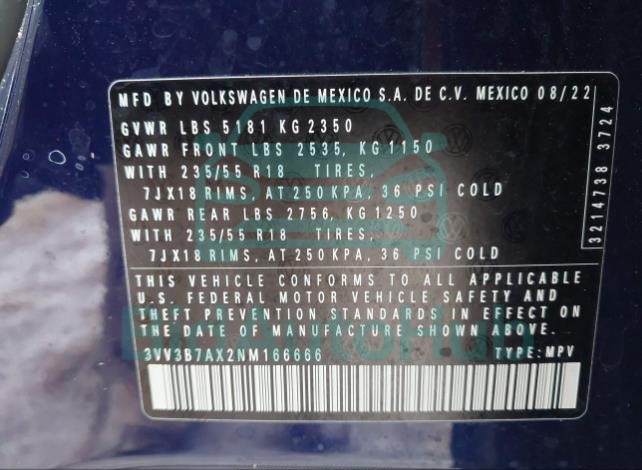 MFD BY VOLKSWAGEN DE MEXICO S.A. DE C.V. MEXICO 08/22
GVWR LBS 5181 KG 2350
GAWR FRONT LBS 2535, KG 1150
WITH 235/55 R18 TIRES,
7JX18 RIMS, AT 250 KPA, 36 PSI COLD
GAWR REAR LBS 2756, KG 1250
WITH 235/55 R18 TIRES,
7JX18 RIMS, AT 250 KPA, 36 PSI COLD
3214738 3724
THIS VEHICLE CONFORMS TO ALL APPLICABLE
U.S. FEDERAL MOTOR VEHICLE SAFETY AND
THEFT PREVENTION STANDARDS IN EFFECT ON
THE DATE OF MANUFACTURE SHOWN ABOVE.
3VV3B7AX2NM166666 TYPE: MPV